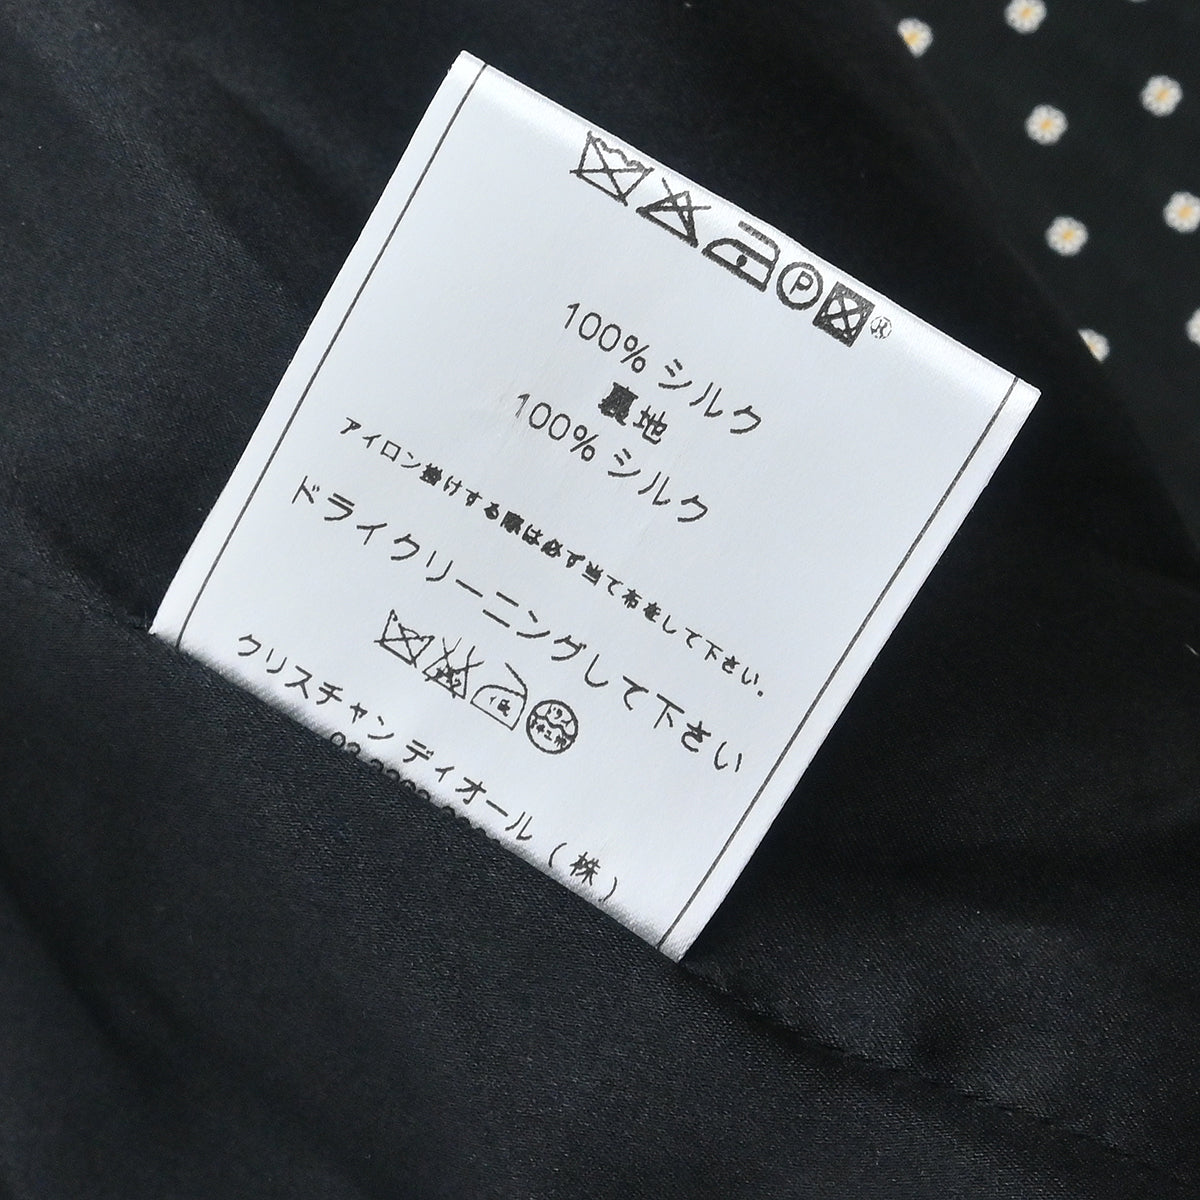 P
®
100% シルク
裏地
100% シルク
アイロン掛けする際は必ず当て布をして下さい。
ドライクリーニングして下さい
ドライ
クリスチャン ディオール (株)